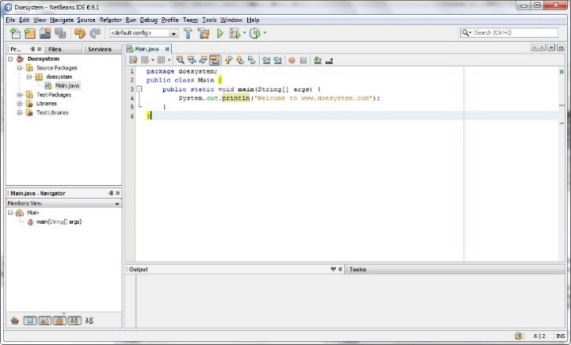 Doesystem - NetBeans IDE 6.9.1
File Edit View Navigate Source Refactor Run Debug Profile Team Tools Window Help
<default config>
Search (Ctrl+I)
Pr... Files Services
Main.java
Doesystem
Source Packages
doesystem
Main.java
Test Packages
Libraries
Test Libraries
1 package doesystem;
2 public class Main {
3 public static void main(String[] args) {
4 System.out.println("Welcome to www.doesystem.com");
5 }
6 }
Main.java - Navigator
Members View
Main
main(String[] args)
Output
Tasks
6|2 INS